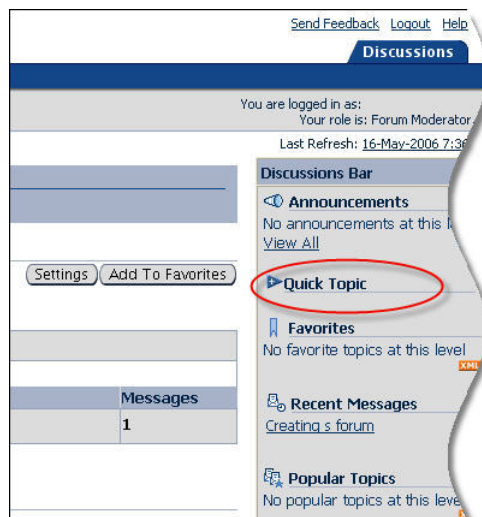 Send Feedback Logout Help
Discussions
You are logged in as:
Your role is: Forum Moderator
Last Refresh: 16-May-2006 7:36
Discussions Bar
Announcements
No announcements at this
View All
Settings Add To Favorites
Quick Topic
Favorites
No favorite topics at this level
XML
Messages
Recent Messages
1
Creating s forum
Popular Topics
No popular topics at this leve